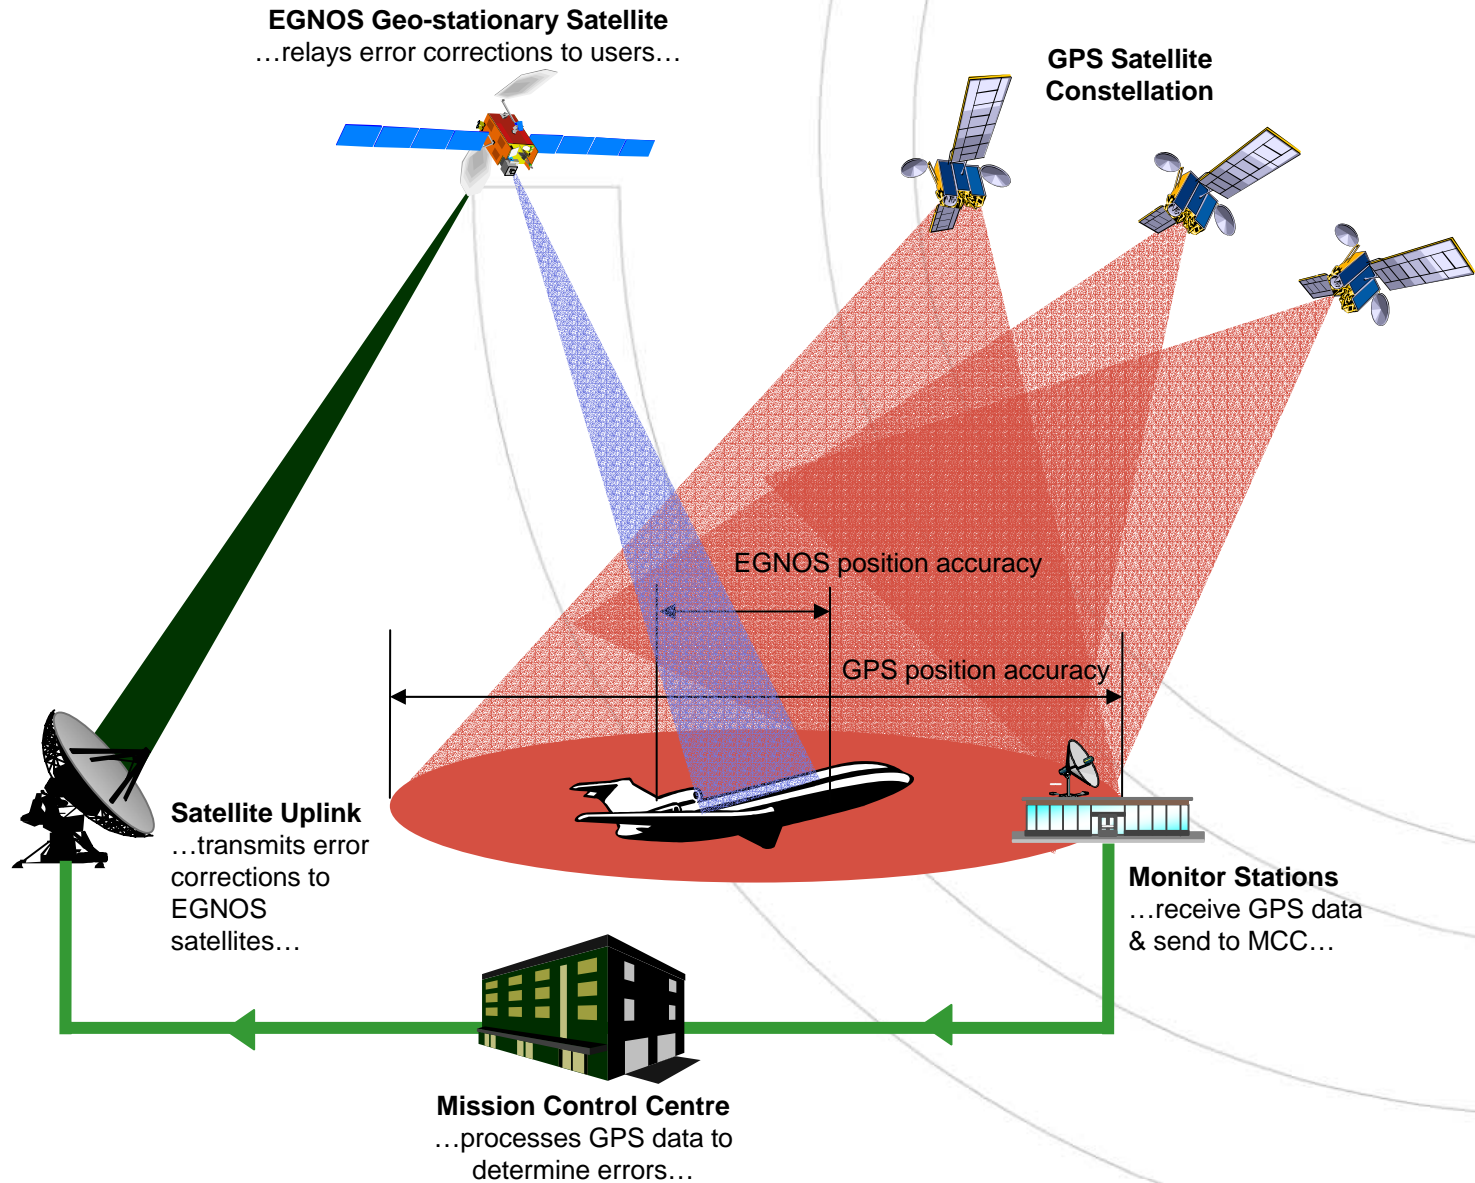 EGNOS Geo-stationary Satellite
…relays error corrections to users…
GPS Satellite
Constellation
EGNOS position accuracy
GPS position accuracy
Satellite Uplink
…transmits error
corrections to
EGNOS
satellites…
Monitor Stations
…receive GPS data
& send to MCC…
Mission Control Centre
…processes GPS data to
determine errors…